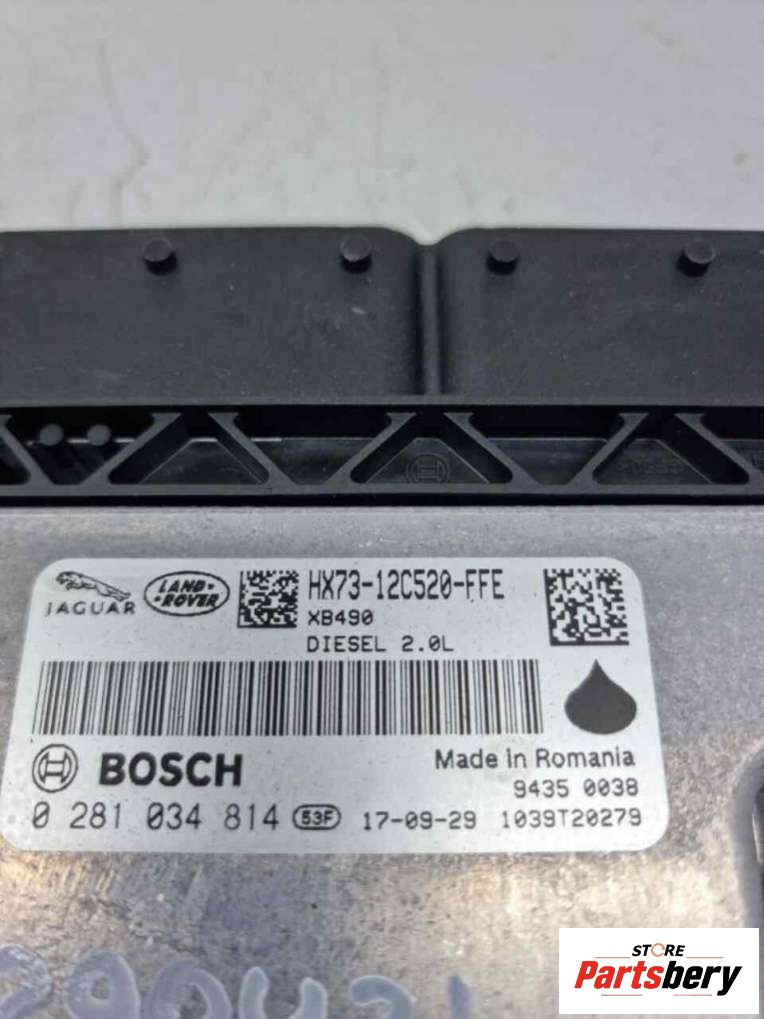 JAGUAR
LAND-
-ROVER
HX73-12C520-FFE
XB490
DIESEL 2.0L
BOSCH
Made in Romania
9435 0038
0 281 034 814 53F 17-09-29 1039T20279
STORE
Partsbery